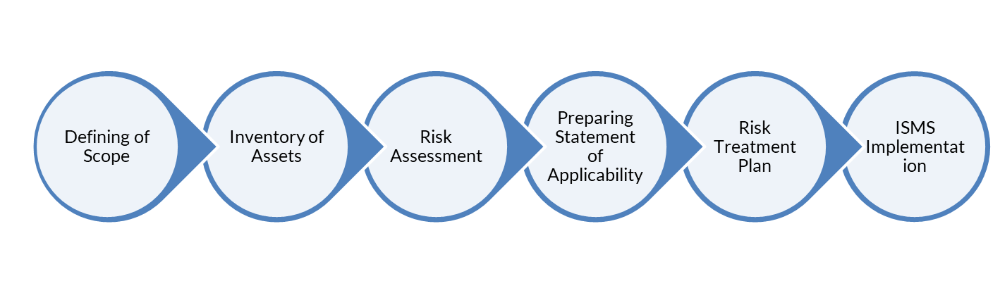 Defining of
Scope
Inventory of
Assets
Risk
Assessment
Preparing
Statement
of
Applicability
Risk
Treatment
Plan
ISMS
Implementat
ion